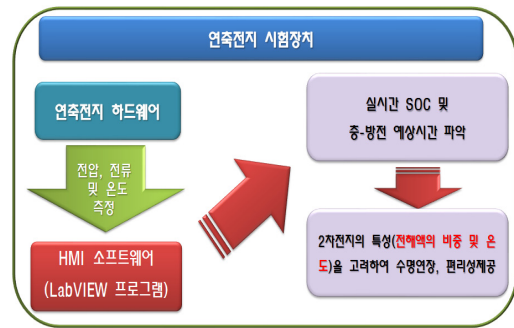 연축전지 시험장치
연축전지 하드웨어
전압, 전류
및 온도
측정
HMI 소프트웨어
(LabVIEW 프로그램)
실시간 SOC 및
충-방전 예상시간 파악
2차전지의 특성(전해액의 비중 및 온
도)을 고려하여 수명연장, 편리성제공